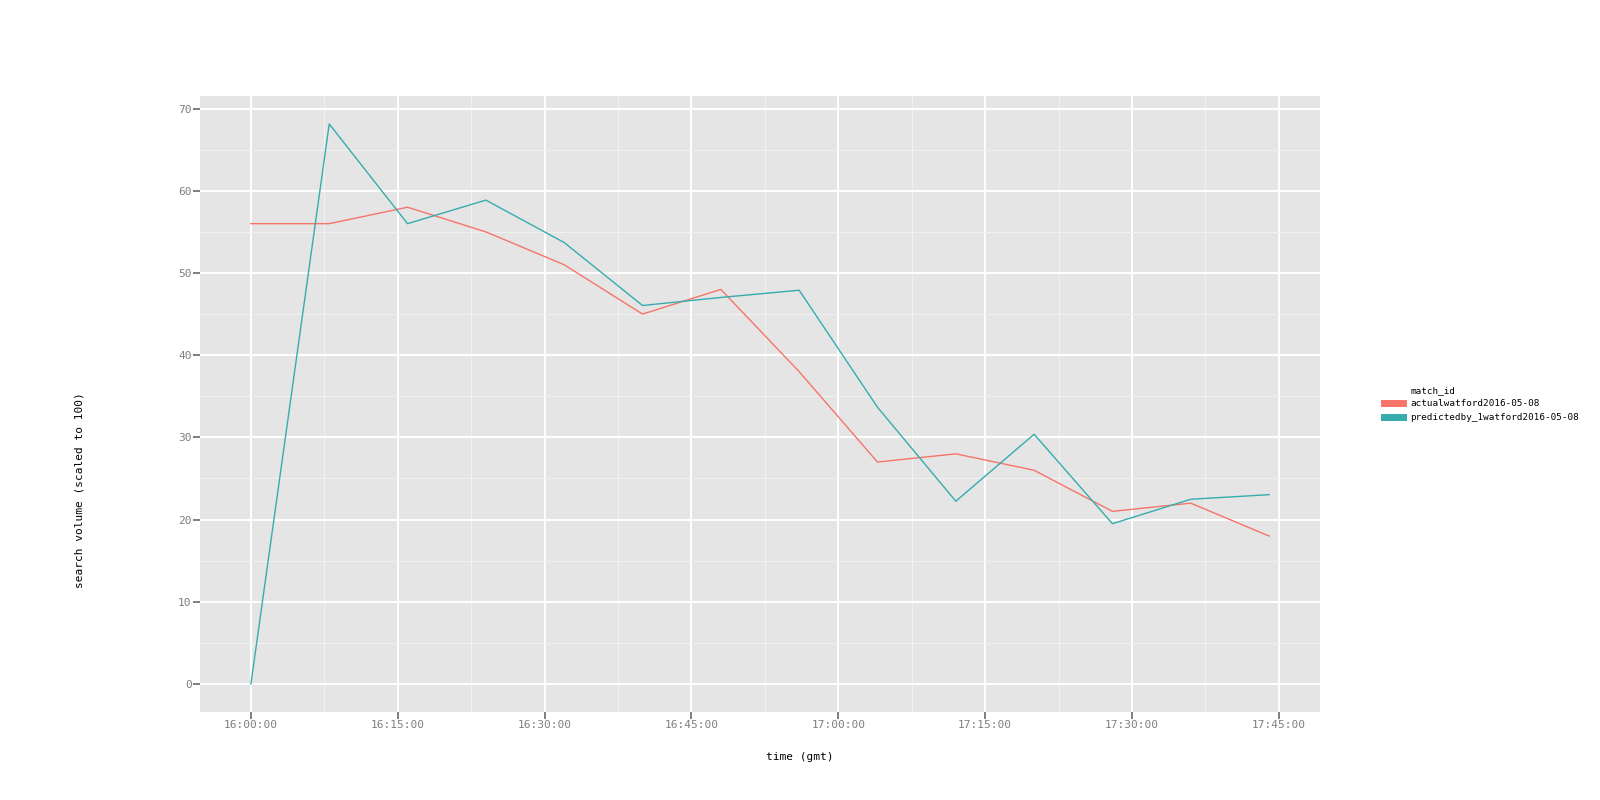 70
60
50
40
30
20
10
0
search volume (scaled to 100)
16:00:00 16:15:00 16:30:00 16:45:00 17:00:00 17:15:00 17:30:00 17:45:00
time (gmt)
match_id
actualwatford2016-05-08
predictedby_1watford2016-05-08